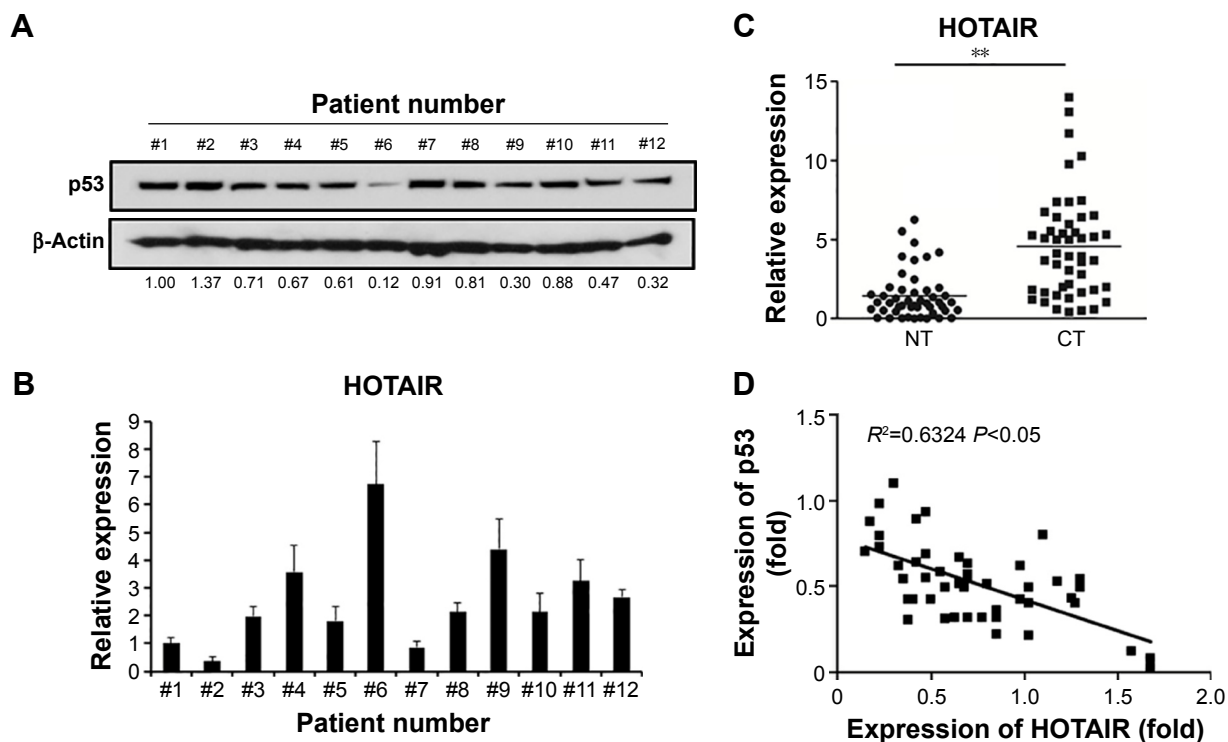 A
Patient number
#1 #2 #3 #4 #5 #6 #7 #8 #9 #10 #11 #12
p53
β-Actin
1.00 1.37 0.71 0.67 0.61 0.12 0.91 0.81 0.30 0.88 0.47 0.32
B
HOTAIR
Relative expression
9
8
7
6
5
4
3
2
1
0
#1 #2 #3 #4 #5 #6 #7 #8 #9 #10 #11 #12
Patient number
C
HOTAIR
**
Relative expression
15
10
5
0
NT CT
D
R²=0.6324 P<0.05
Expression of p53
(fold)
1.5
1.0
0.5
0
0 0.5 1.0 1.5 2.0
Expression of HOTAIR (fold)